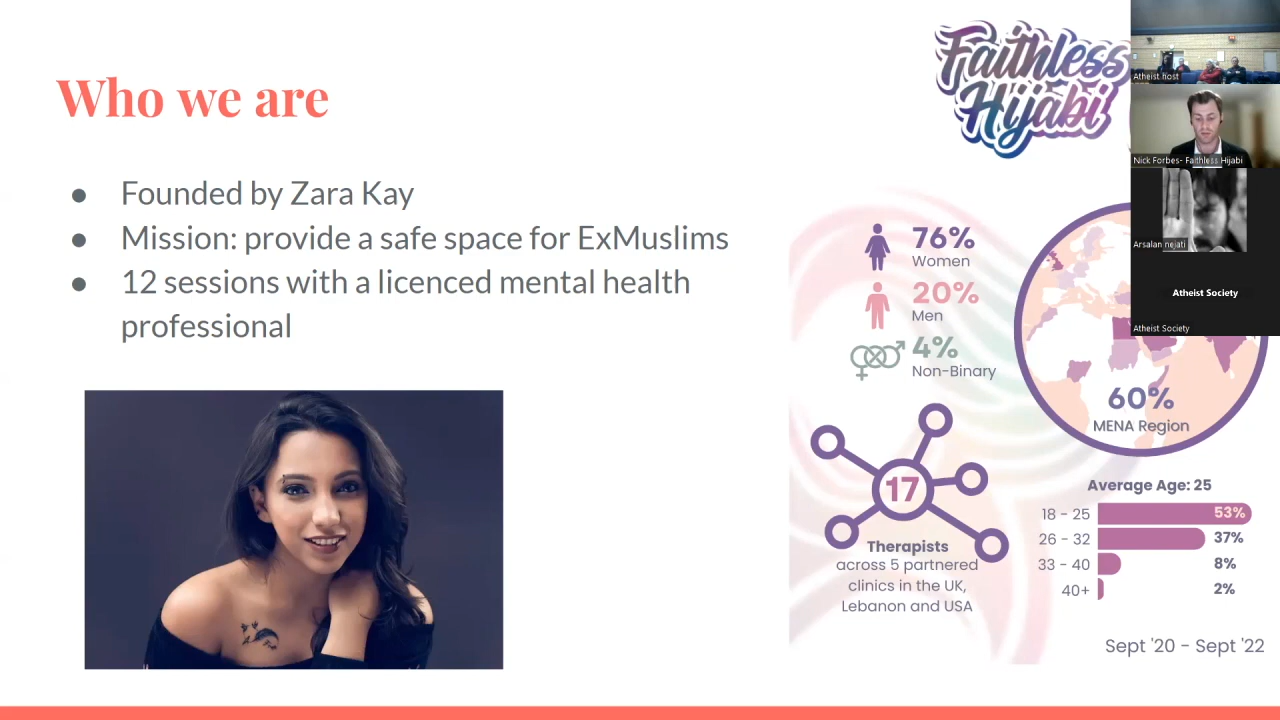 Who we are
● Founded by Zara Kay
● Mission: provide a safe space for ExMuslims
● 12 sessions with a licenced mental health
professional
Faithless
Hijabi
76%
Women
20%
Men
4%
Non-Binary
60%
MENA Region
17
Therapists
across 5 partnered
clinics in the UK,
Lebanon and USA
Average Age: 25
18 - 25 53%
26 - 32 37%
33 - 40 8%
40+ 2%
Sept '20 - Sept '22
Atheist host
Nick Forbes- Faithless Hijabi
Arsalan nejati
Atheist Society
Atheist Society